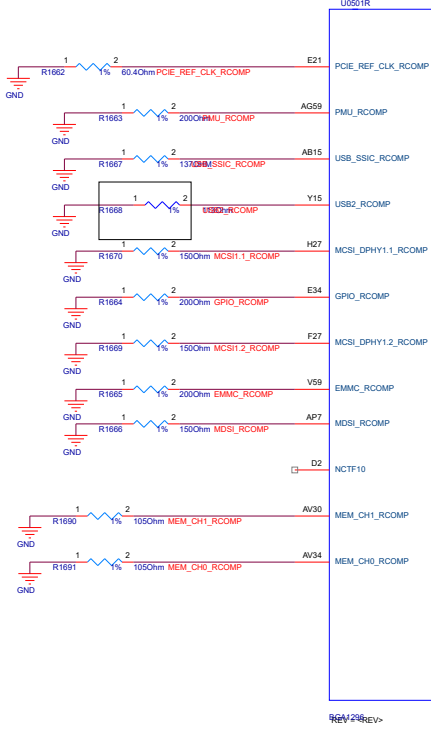 U0501R
1 2 E21
R1662 1% 60.4Ohm PCIE_REF_CLK_RCOMP PCIE_REF_CLK_RCOMP
GND
1 2 AG59
R1663 1% 200Ohm PMU_RCOMP PMU_RCOMP
GND
1 2 AB15
R1667 1% USB_SSIC_RCOMP USB_SSIC_RCOMP
GND
1 2 Y15
R1668 1% USB2_RCOMP
GND
1 2 H27
R1670 1% 150Ohm MCSI1.1_RCOMP MCSI_DPHY1.1_RCOMP
GND
1 2 E34
R1664 1% 200Ohm GPIO_RCOMP GPIO_RCOMP
GND
1 2 F27
R1669 1% 150Ohm MCSI1.2_RCOMP MCSI_DPHY1.2_RCOMP
GND
1 2 V59
R1665 1% 200Ohm EMMC_RCOMP EMMC_RCOMP
GND
1 2 AP7
R1666 1% 150Ohm MDSI_RCOMP MDSI_RCOMP
GND
D2
NCTF10
1 2 AV30
R1690 1% 105Ohm MEM_CH1_RCOMP MEM_CH1_RCOMP
GND
1 2 AV34
R1691 1% 105Ohm MEM_CH0_RCOMP MEM_CH0_RCOMP
GND
BGA1296
REV = <REV>